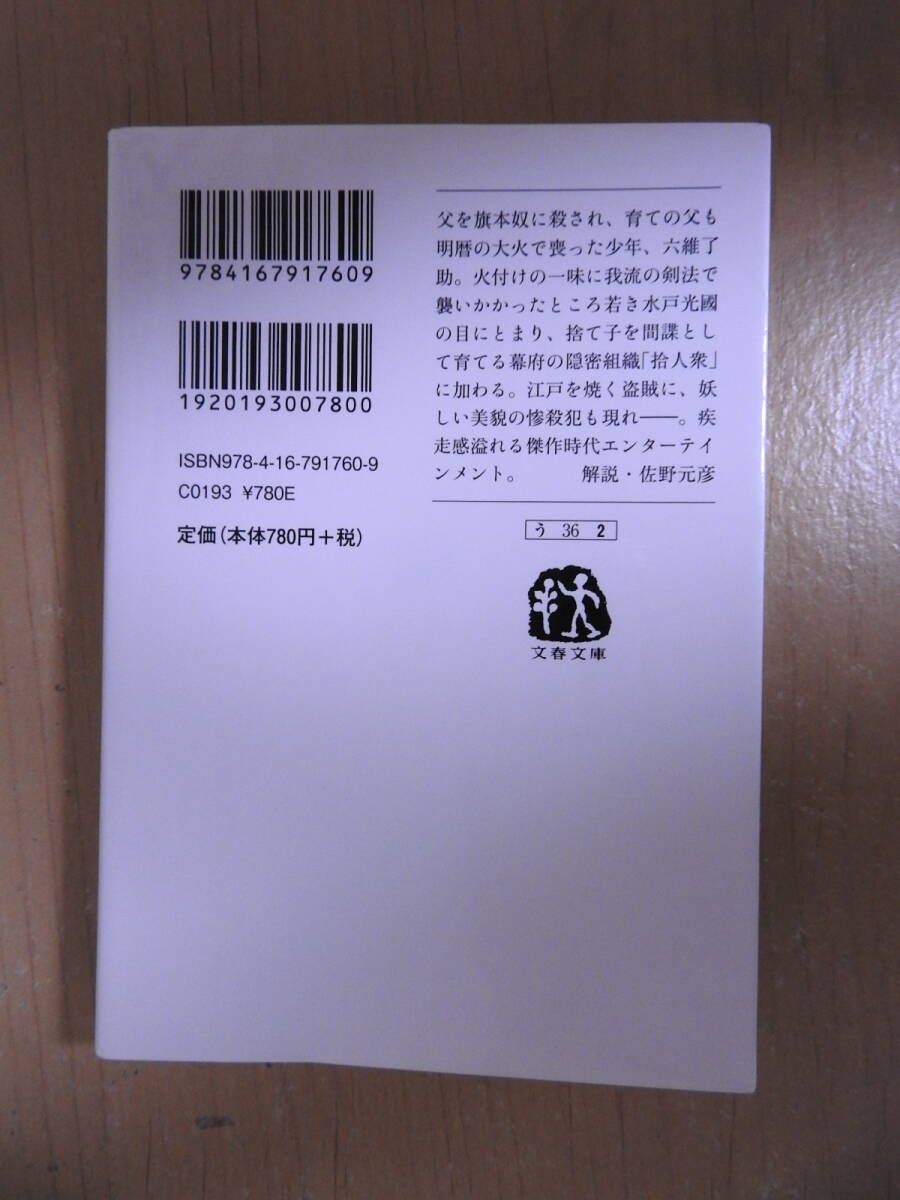 9784167917609
1920193007800
ISBN978-4-16-791760-9
C0193 ¥780E
定価(本体780円+税)
父を旗本奴に殺され、育ての父も
明暦の大火で喪った少年、六維了
助。火付けの一味に我流の剣法で
襲いかかったところ若き水戸光國
の目にとまり、捨て子を間諜とし
て育てる幕府の隠密組織「拾人衆」
に加わる。江戸を焼く盗賊に、妖
しい美貌の惨殺犯も現れ――。疾
走感溢れる傑作時代エンターテイ
ンメント。 解説・佐野元彦
う 36 2
文春文庫